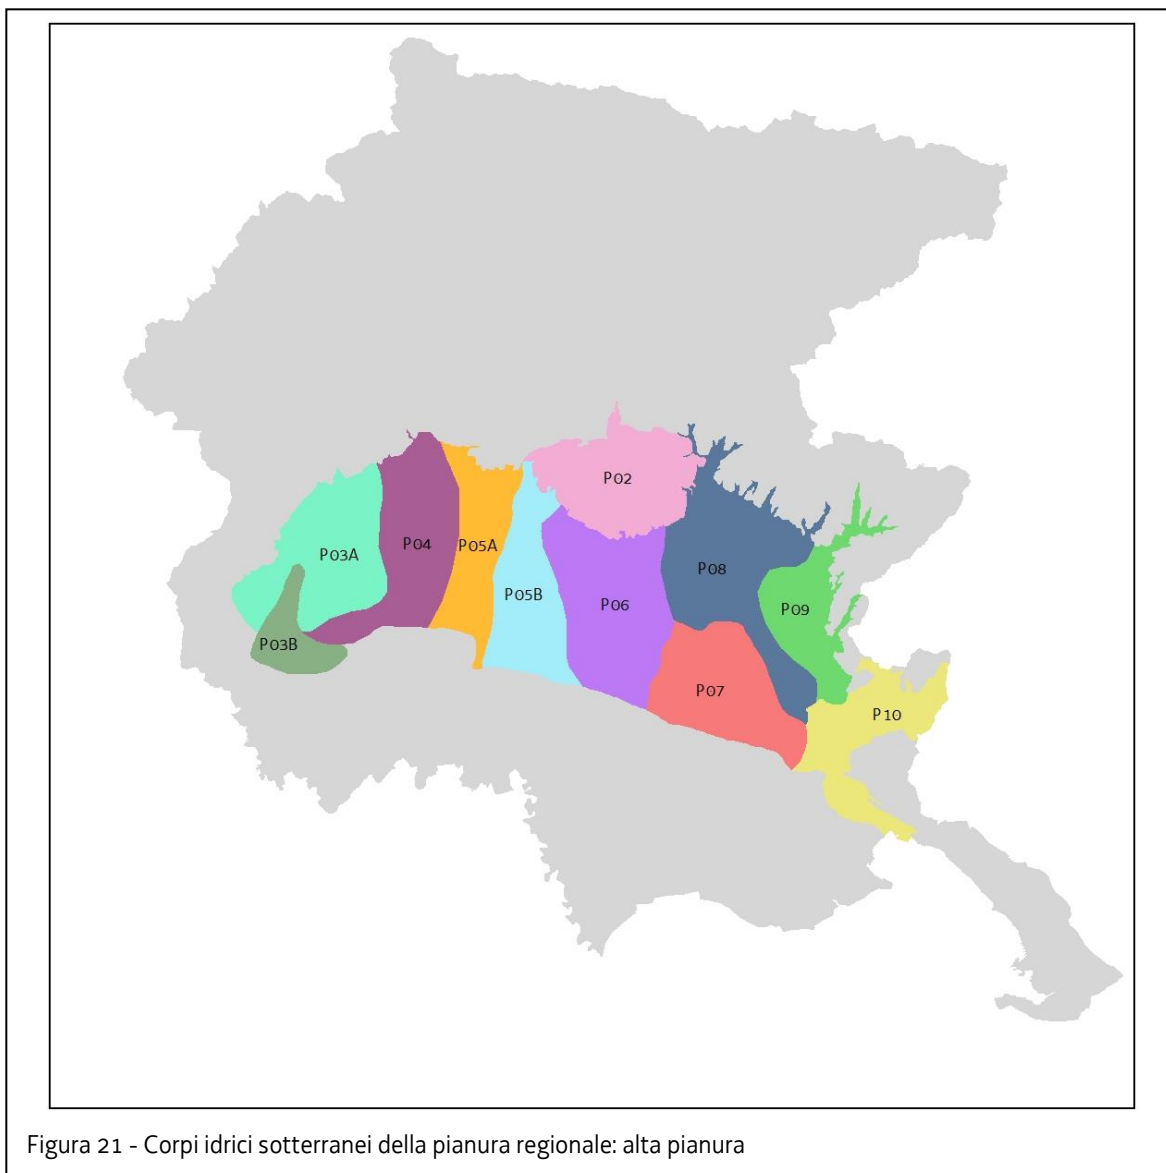 P02
P03A
P04
P05A
P08
P05B
P06
P09
P03B
P07
P10
Figura 21 - Corpi idrici sotterranei della pianura regionale: alta pianura